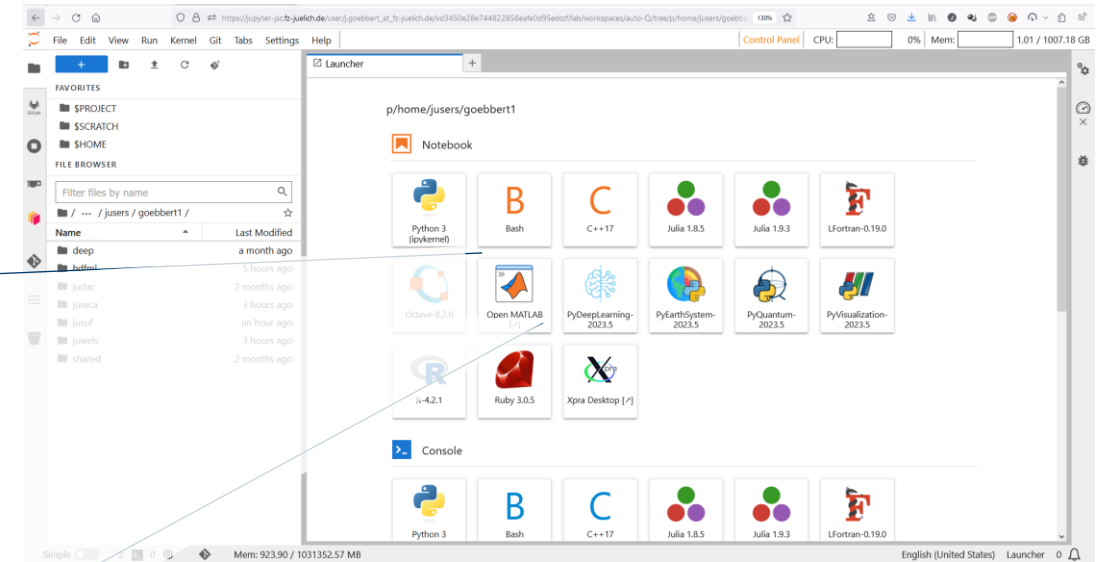 https://jupyter-jsc.fz-juelich.de/user/j.goebbert_at_fz-juelich.de/vd3450e28e744822858eafe0d95edccf/lab/workspaces/auto-Q/tree/p/home/jusers/goebb
130%
File Edit View Run Kernel Git Tabs Settings Help
Control Panel CPU: 0% Mem: 1.01 / 1007.18 GB
+
Launcher +
FAVORITES
$PROJECT
$SCRATCH
$HOME
FILE BROWSER
Filter files by name
/ ··· / jusers / goebbert1 /
Name Last Modified
deep a month ago
hdfml 5 hours ago
judac 2 months ago
jureca 3 hours ago
jusuf an hour ago
juwels 3 hours ago
shared 2 months ago
p/home/jusers/goebbert1
Notebook
B C F
Python 3 Bash C++17 Julia 1.8.5 Julia 1.9.3 LFortran-0.19.0
(ipykernel)
Octave-8.2.0 Open MATLAB PyDeepLearning- PyEarthSystem- PyQuantum- PyVisualization-
[↗] 2023.5 2023.5 2023.5 2023.5
R Xpra
R-4.2.1 Ruby 3.0.5 Xpra Desktop [↗]
Console
B C F
Python 3 Bash C++17 Julia 1.8.5 Julia 1.9.3 LFortran-0.19.0
Simple 2 0 Mem: 923.90 / 1031352.57 MB English (United States) Launcher 0